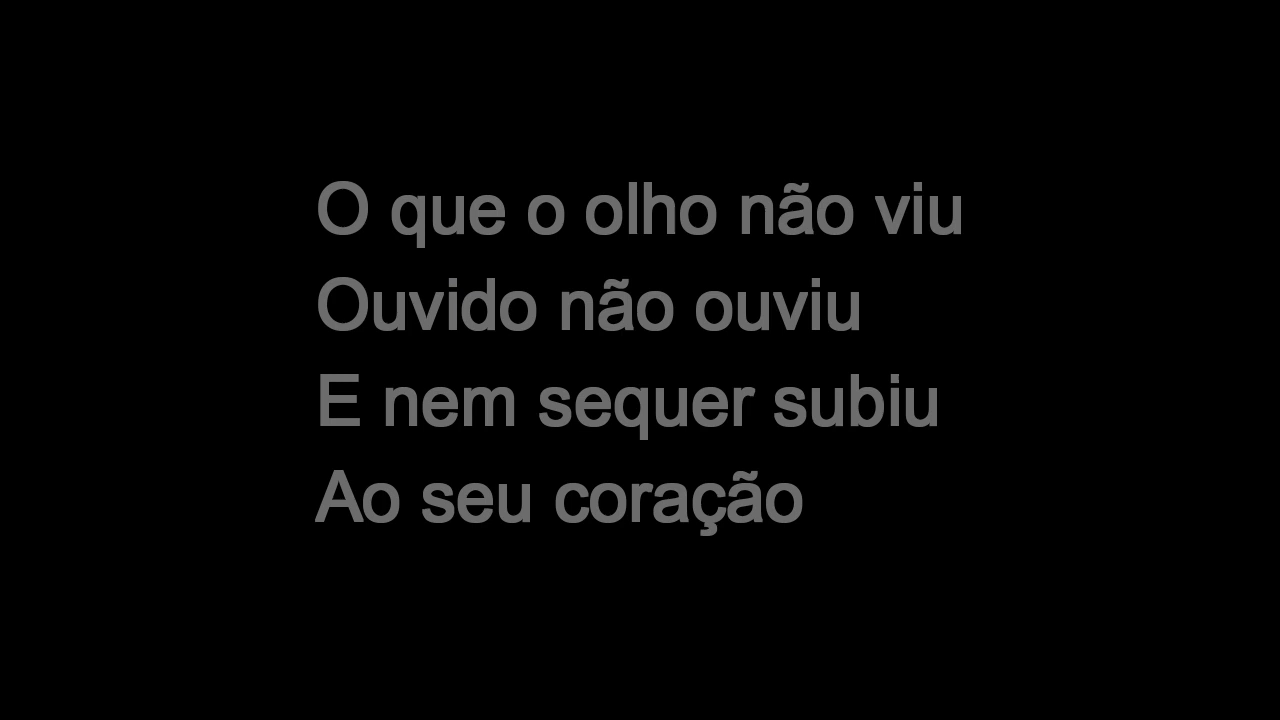 O que o olho não viu
Ouvido não ouviu
E nem sequer subiu
Ao seu coração